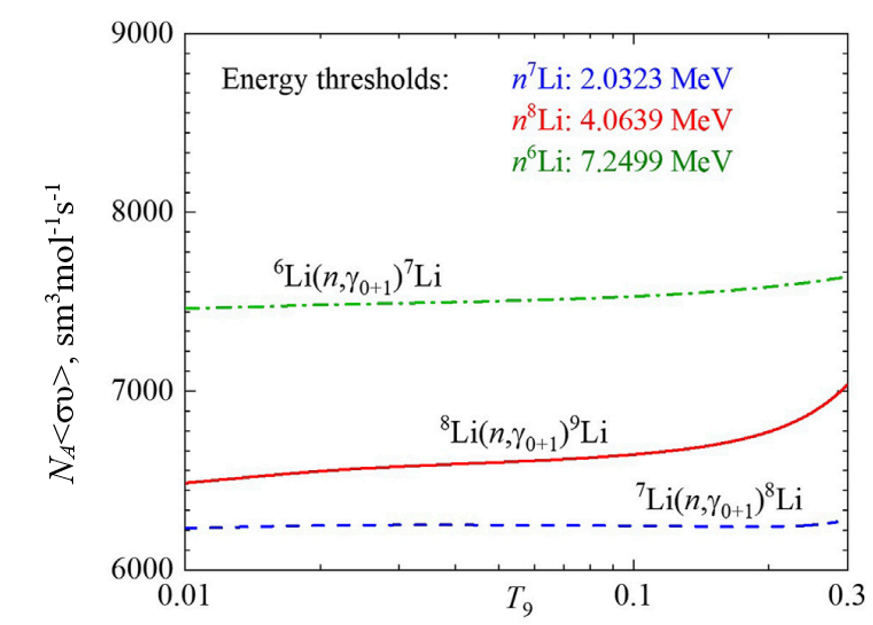 9000
Energy thresholds: n⁷Li: 2.0323 MeV
n⁸Li: 4.0639 MeV
n⁶Li: 7.2499 MeV
8000
⁶Li(n,γ₀₊₁)⁷Li
7000
⁸Li(n,γ₀₊₁)⁹Li
⁷Li(n,γ₀₊₁)⁸Li
6000
0.01 T₉ 0.1 0.3
N_A<συ>, sm³mol⁻¹s⁻¹